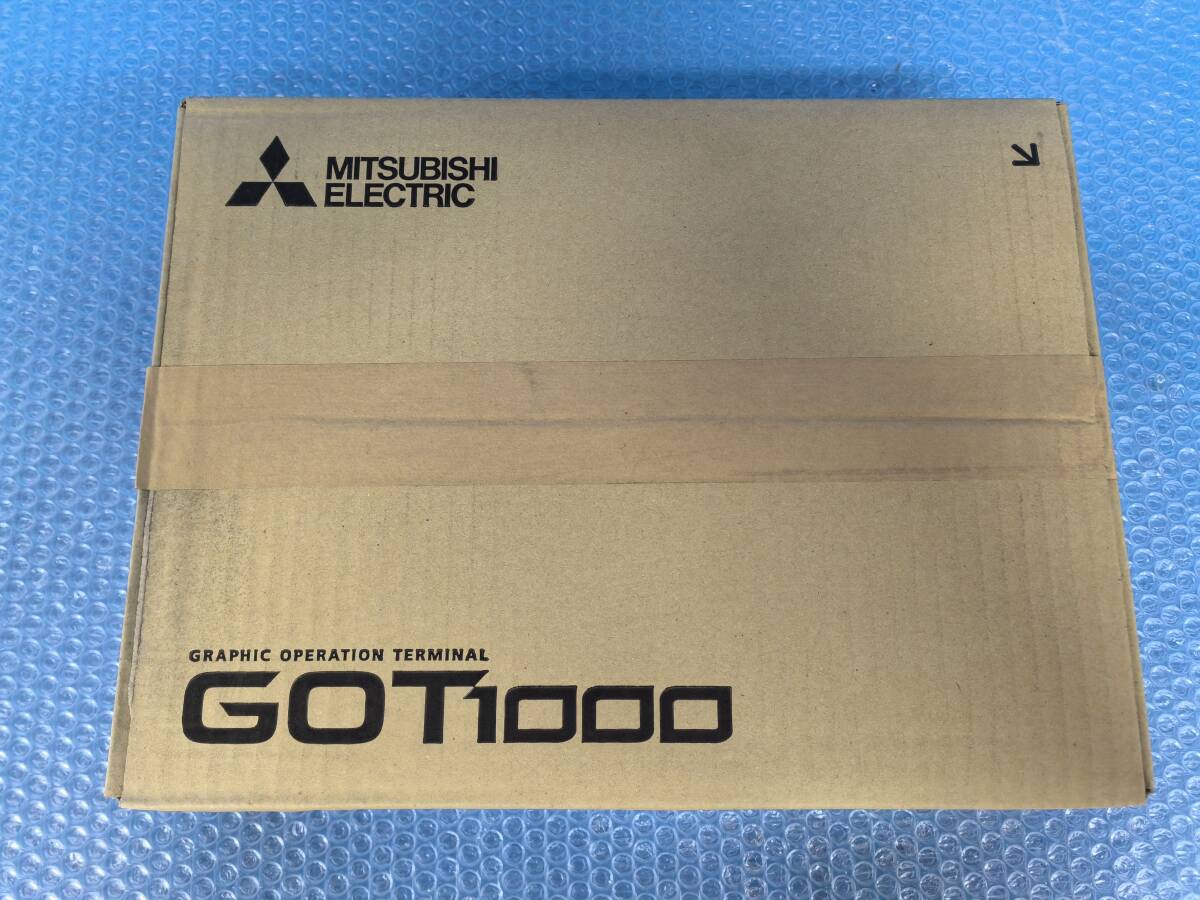 MITSUBISHI
ELECTRIC
GRAPHIC OPERATION TERMINAL
GOT1000